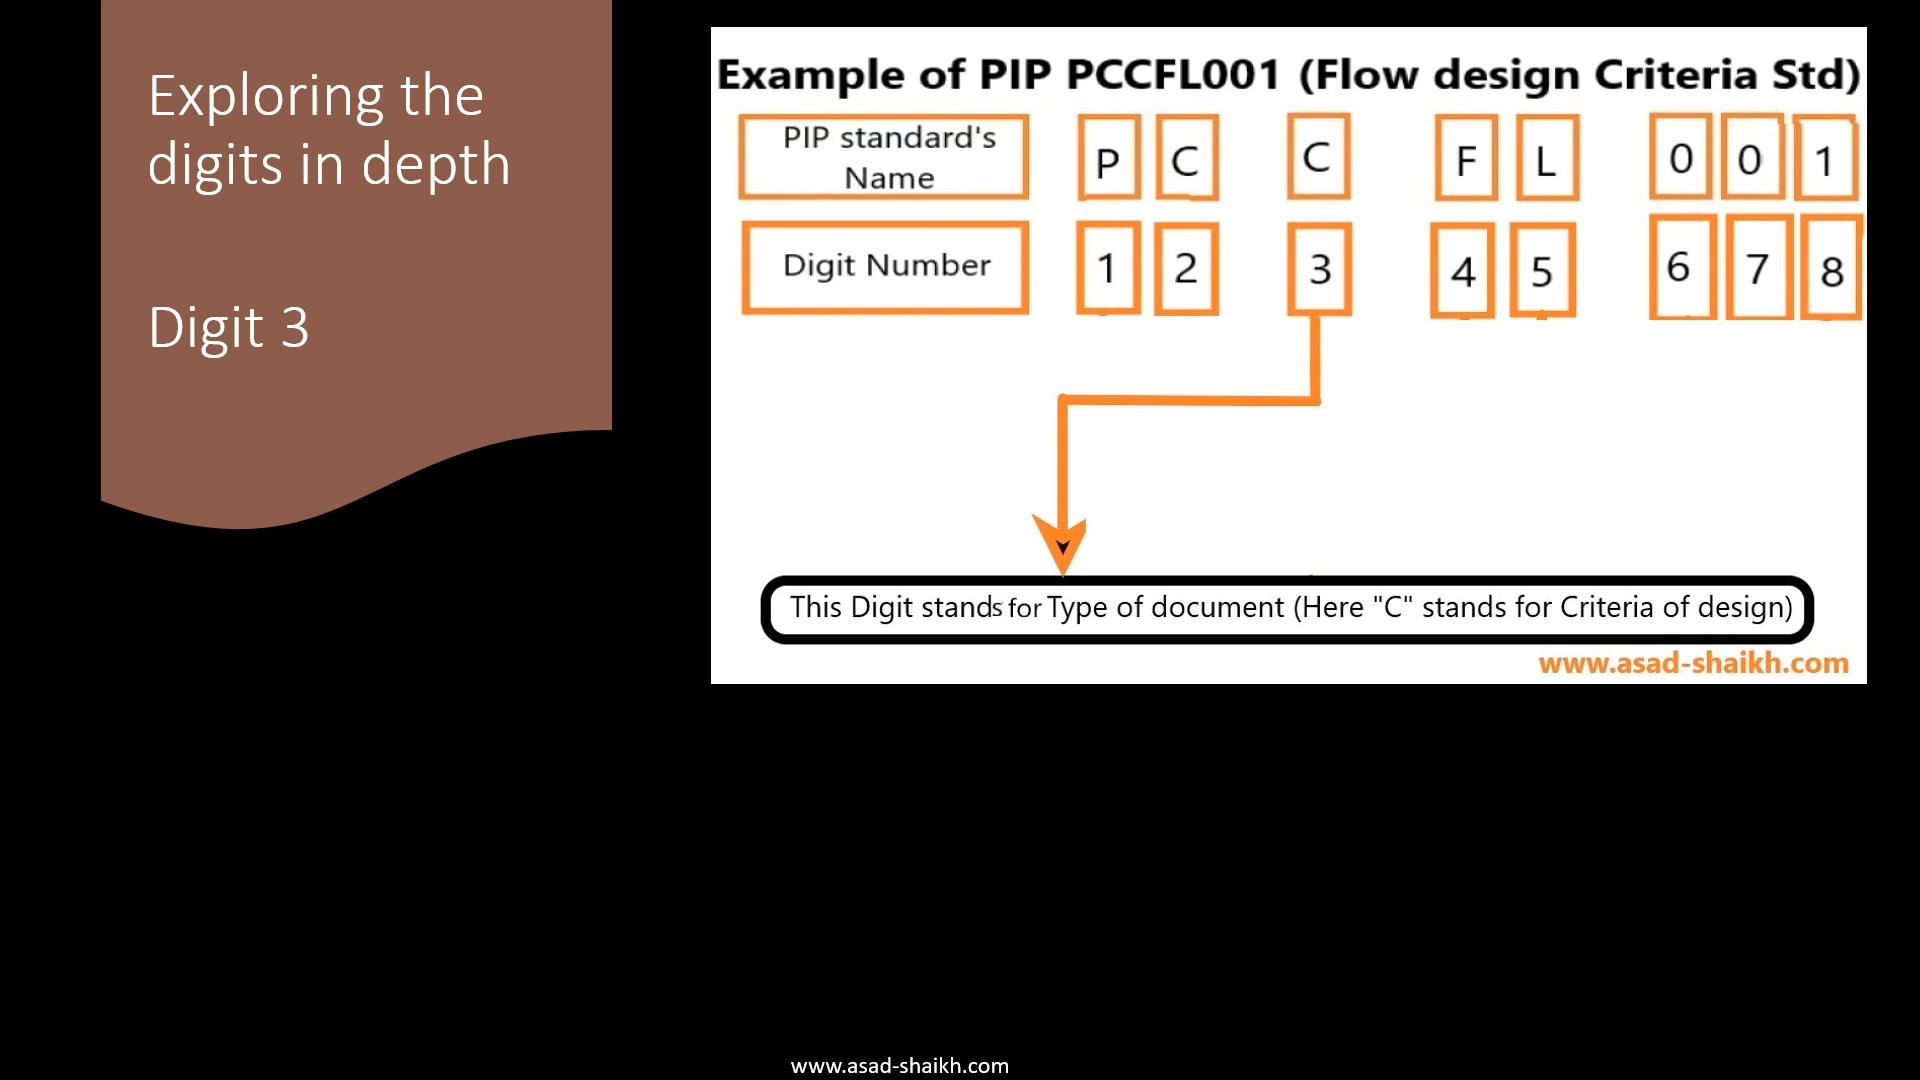 Exploring the
digits in depth
Digit 3
Example of PIP PCCFL001 (Flow design Criteria Std)
PIP standard's
Name
P C C F L 0 0 1
Digit Number 1 2 3 4 5 6 7 8
This Digit stands for Type of document (Here "C" stands for Criteria of design)
www.asad-shaikh.com
www.asad-shaikh.com